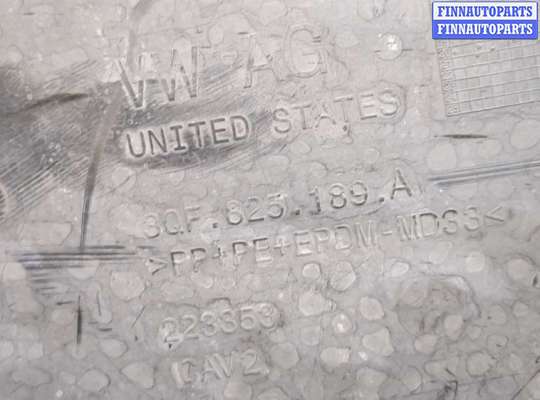 FINNAUTOPARTS
FINNAUTOPARTS
VW AG
UNITED STATES
3QF.825.189.A
>PP+PE+EPDM-MD33<
223353
CAV2